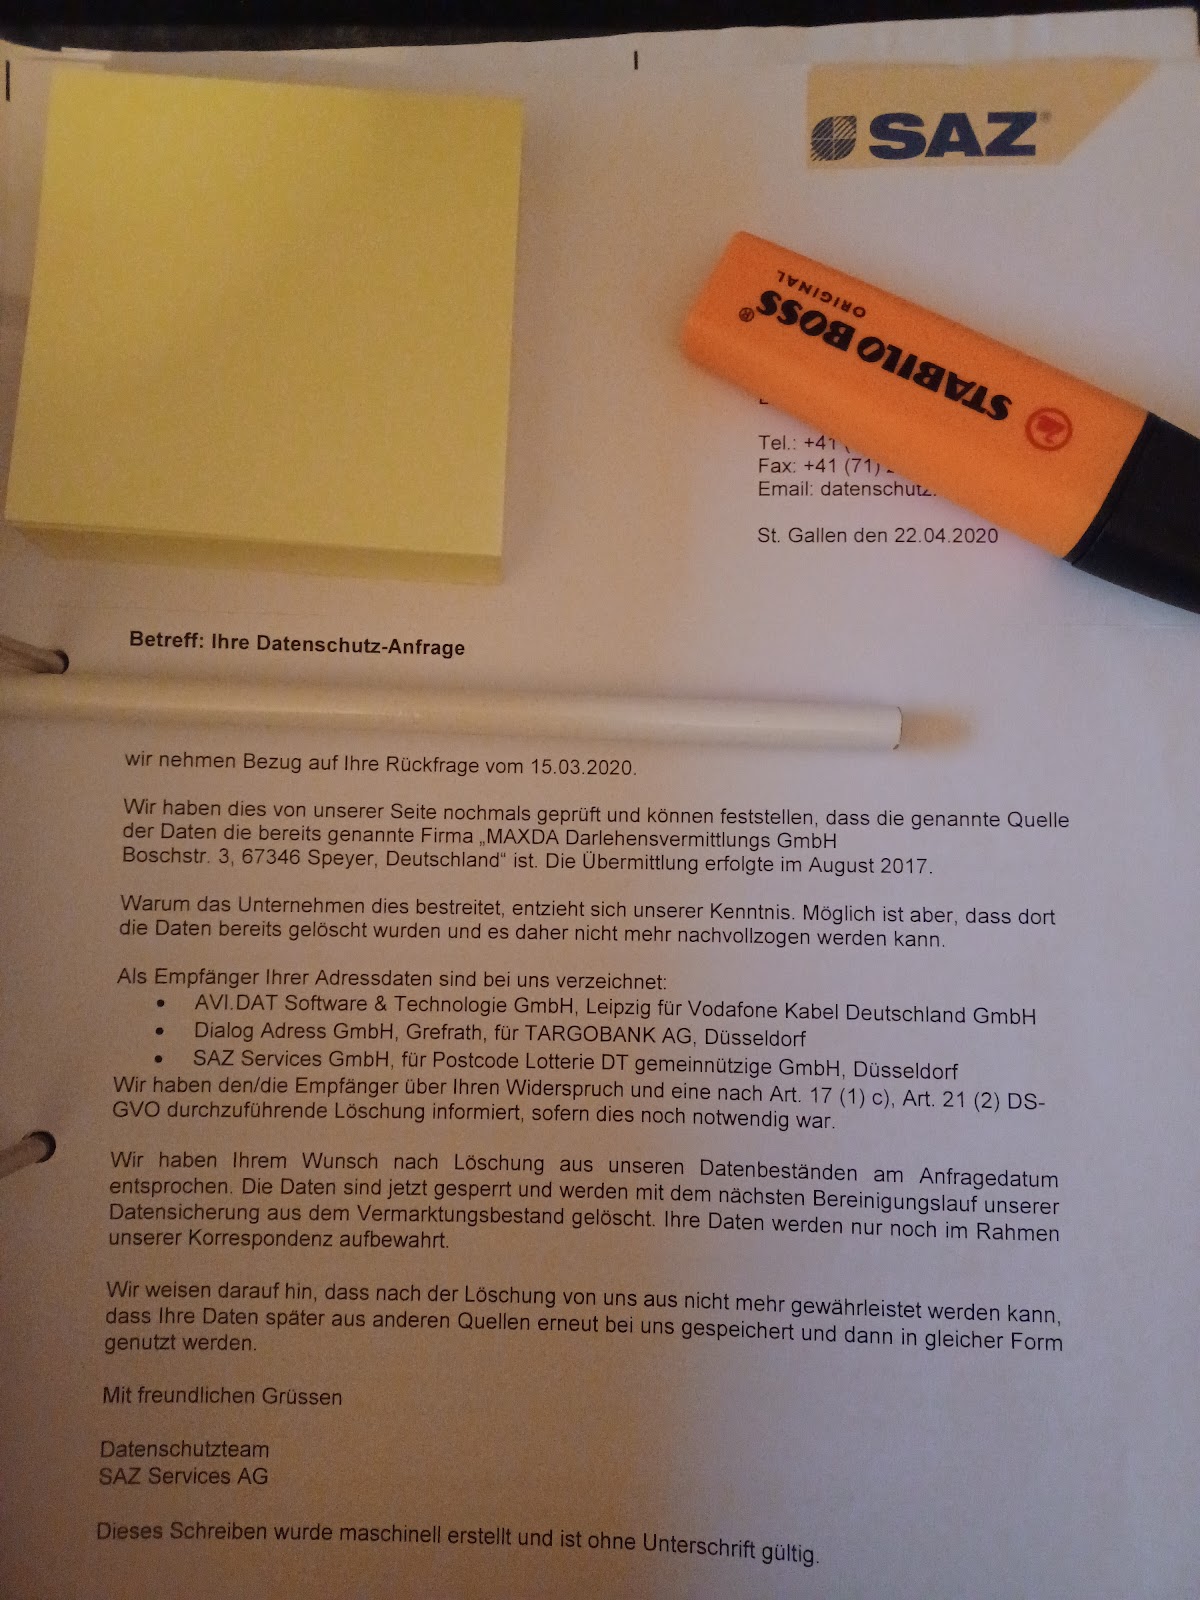 SAZ®
STABILO BOSS®
ORIGINAL
Tel.: +41
Fax: +41 (71)
Email: datenschutz.
St. Gallen den 22.04.2020
Betreff: Ihre Datenschutz-Anfrage
wir nehmen Bezug auf Ihre Rückfrage vom 15.03.2020.
Wir haben dies von unserer Seite nochmals geprüft und können feststellen, dass die genannte Quelle
der Daten die bereits genannte Firma „MAXDA Darlehensvermittlungs GmbH
Boschstr. 3, 67346 Speyer, Deutschland“ ist. Die Übermittlung erfolgte im August 2017.
Warum das Unternehmen dies bestreitet, entzieht sich unserer Kenntnis. Möglich ist aber, dass dort
die Daten bereits gelöscht wurden und es daher nicht mehr nachvollzogen werden kann.
Als Empfänger Ihrer Adressdaten sind bei uns verzeichnet:
• AVI.DAT Software & Technologie GmbH, Leipzig für Vodafone Kabel Deutschland GmbH
• Dialog Adress GmbH, Grefrath, für TARGOBANK AG, Düsseldorf
• SAZ Services GmbH, für Postcode Lotterie DT gemeinnützige GmbH, Düsseldorf
Wir haben den/die Empfänger über Ihren Widerspruch und eine nach Art. 17 (1) c), Art. 21 (2) DS-
GVO durchzuführende Löschung informiert, sofern dies noch notwendig war.
Wir haben Ihrem Wunsch nach Löschung aus unseren Datenbeständen am Anfragedatum
entsprochen. Die Daten sind jetzt gesperrt und werden mit dem nächsten Bereinigungslauf unserer
Datensicherung aus dem Vermarktungsbestand gelöscht. Ihre Daten werden nur noch im Rahmen
unserer Korrespondenz aufbewahrt.
Wir weisen darauf hin, dass nach der Löschung von uns aus nicht mehr gewährleistet werden kann,
dass Ihre Daten später aus anderen Quellen erneut bei uns gespeichert und dann in gleicher Form
genutzt werden.
Mit freundlichen Grüssen
Datenschutzteam
SAZ Services AG
Dieses Schreiben wurde maschinell erstellt und ist ohne Unterschrift gültig.